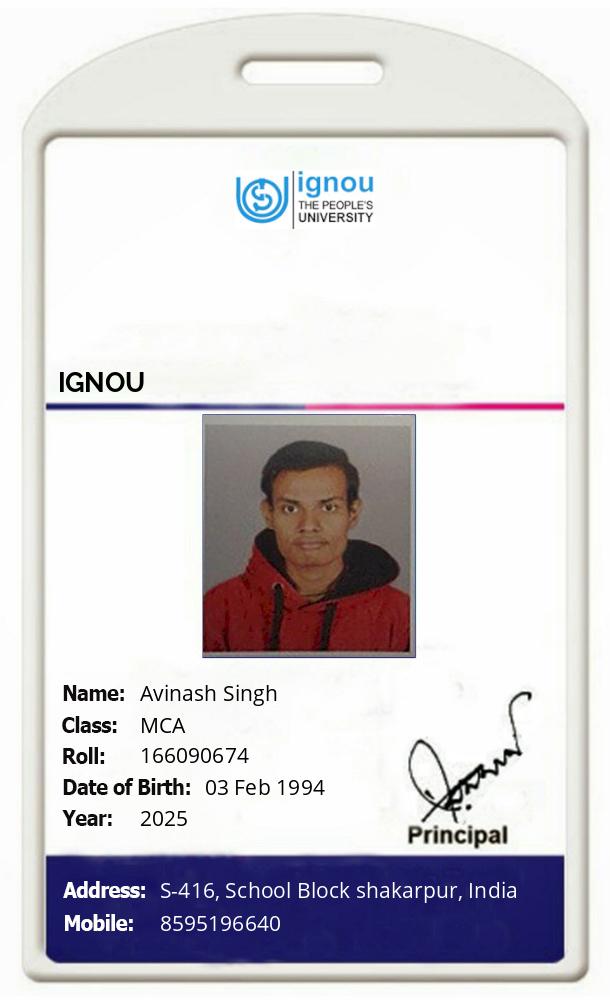 ignou
THE PEOPLE'S
UNIVERSITY
IGNOU
Name: Avinash Singh
Class: MCA
Roll: 166090674
Date of Birth: 03 Feb 1994
Year: 2025
Principal
Address: S-416, School Block shakarpur, India
Mobile: 8595196640